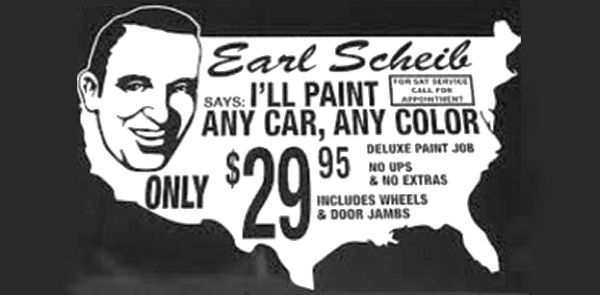 Earl Scheib
FOR SAT SERVICE
CALL FOR
APPOINTMENT
SAYS: I'LL PAINT
ANY CAR, ANY COLOR
DELUXE PAINT JOB
ONLY $29 95
NO UPS
& NO EXTRAS
INCLUDES WHEELS
& DOOR JAMBS